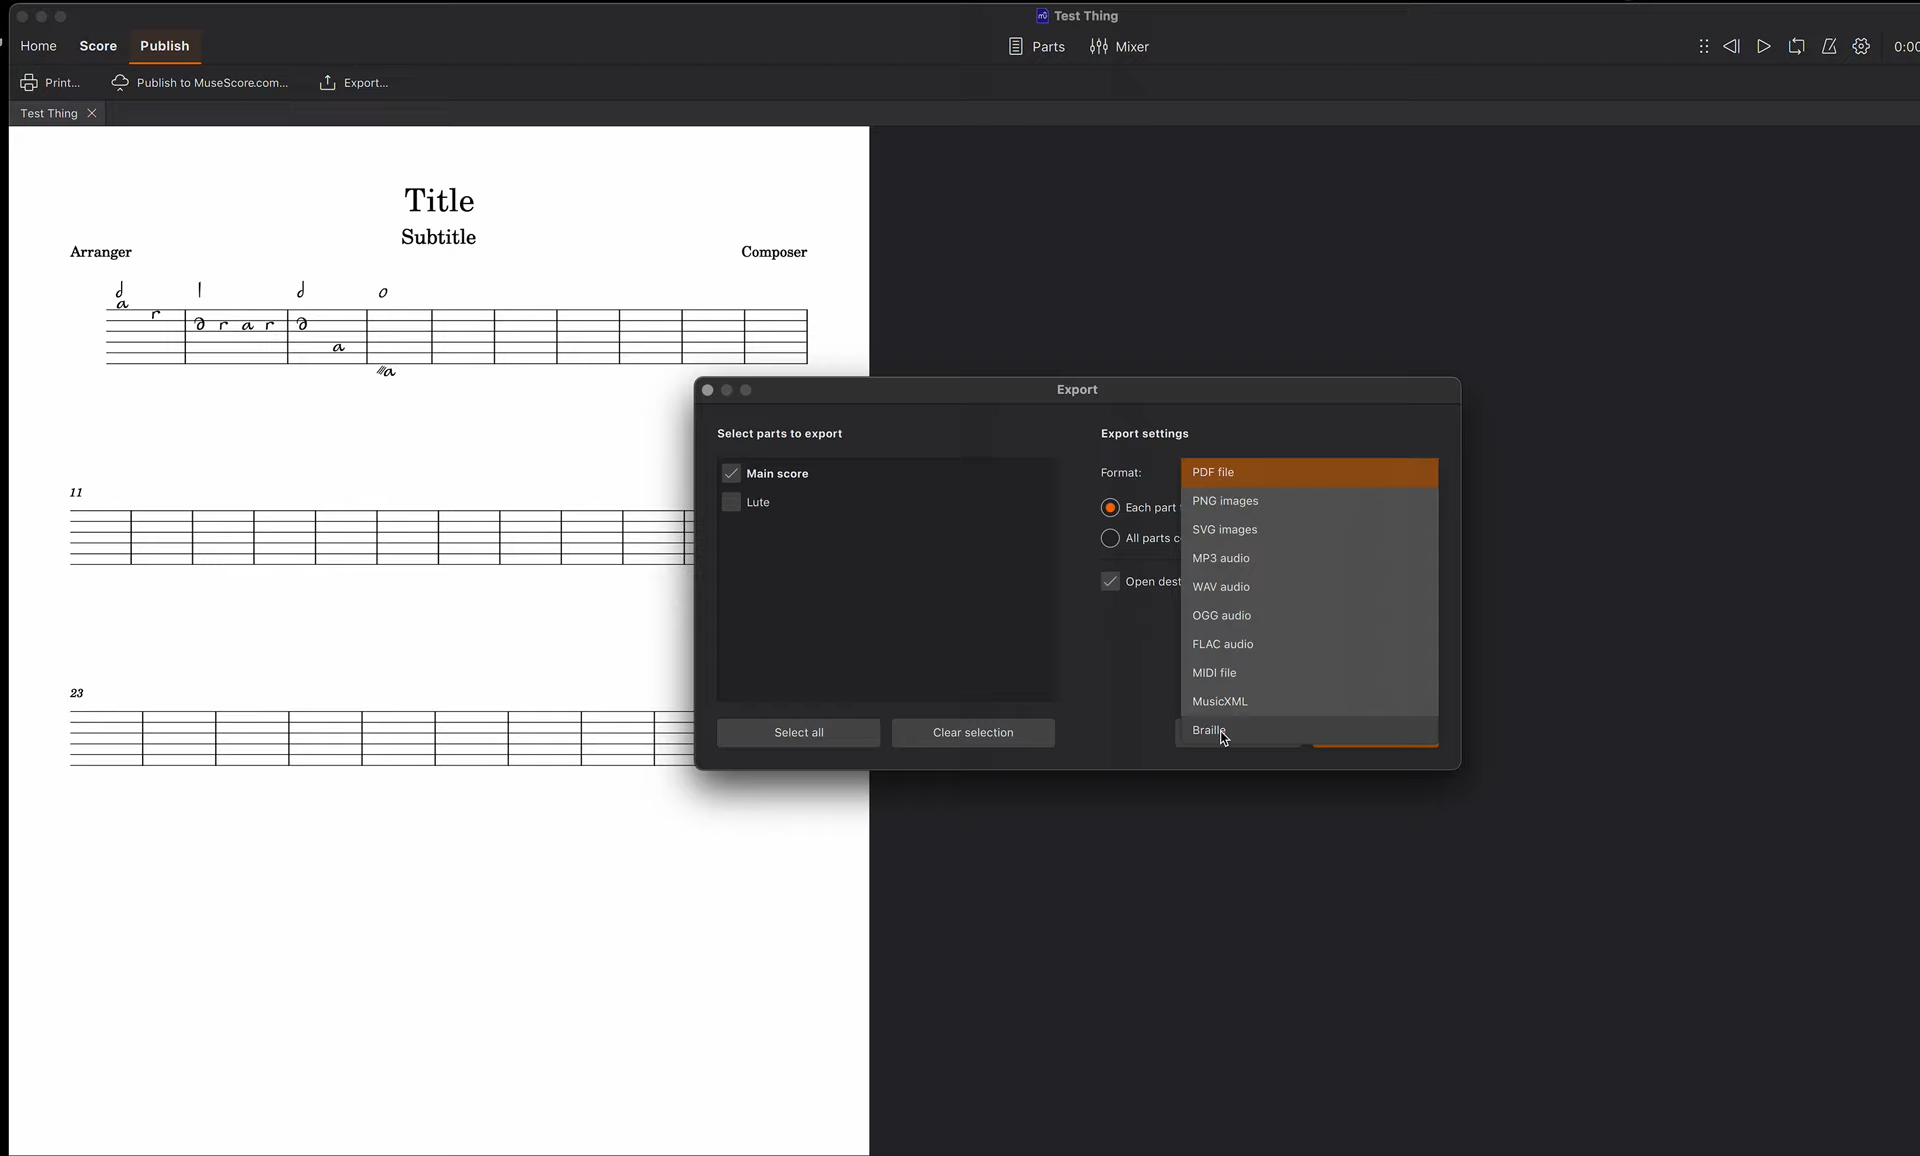 Test Thing
Home Score Publish
Parts Mixer
0:00
Print... Publish to MuseScore.com... Export...
Test Thing
Title
Subtitle
Arranger
Composer
a r ə r a r ə a
///a
11
23
Export
Select parts to export
Main score
Lute
Select all Clear selection
Export settings
Format:
PDF file
Each part
All parts c
Open dest
PNG images
SVG images
MP3 audio
WAV audio
OGG audio
FLAC audio
MIDI file
MusicXML
Braille